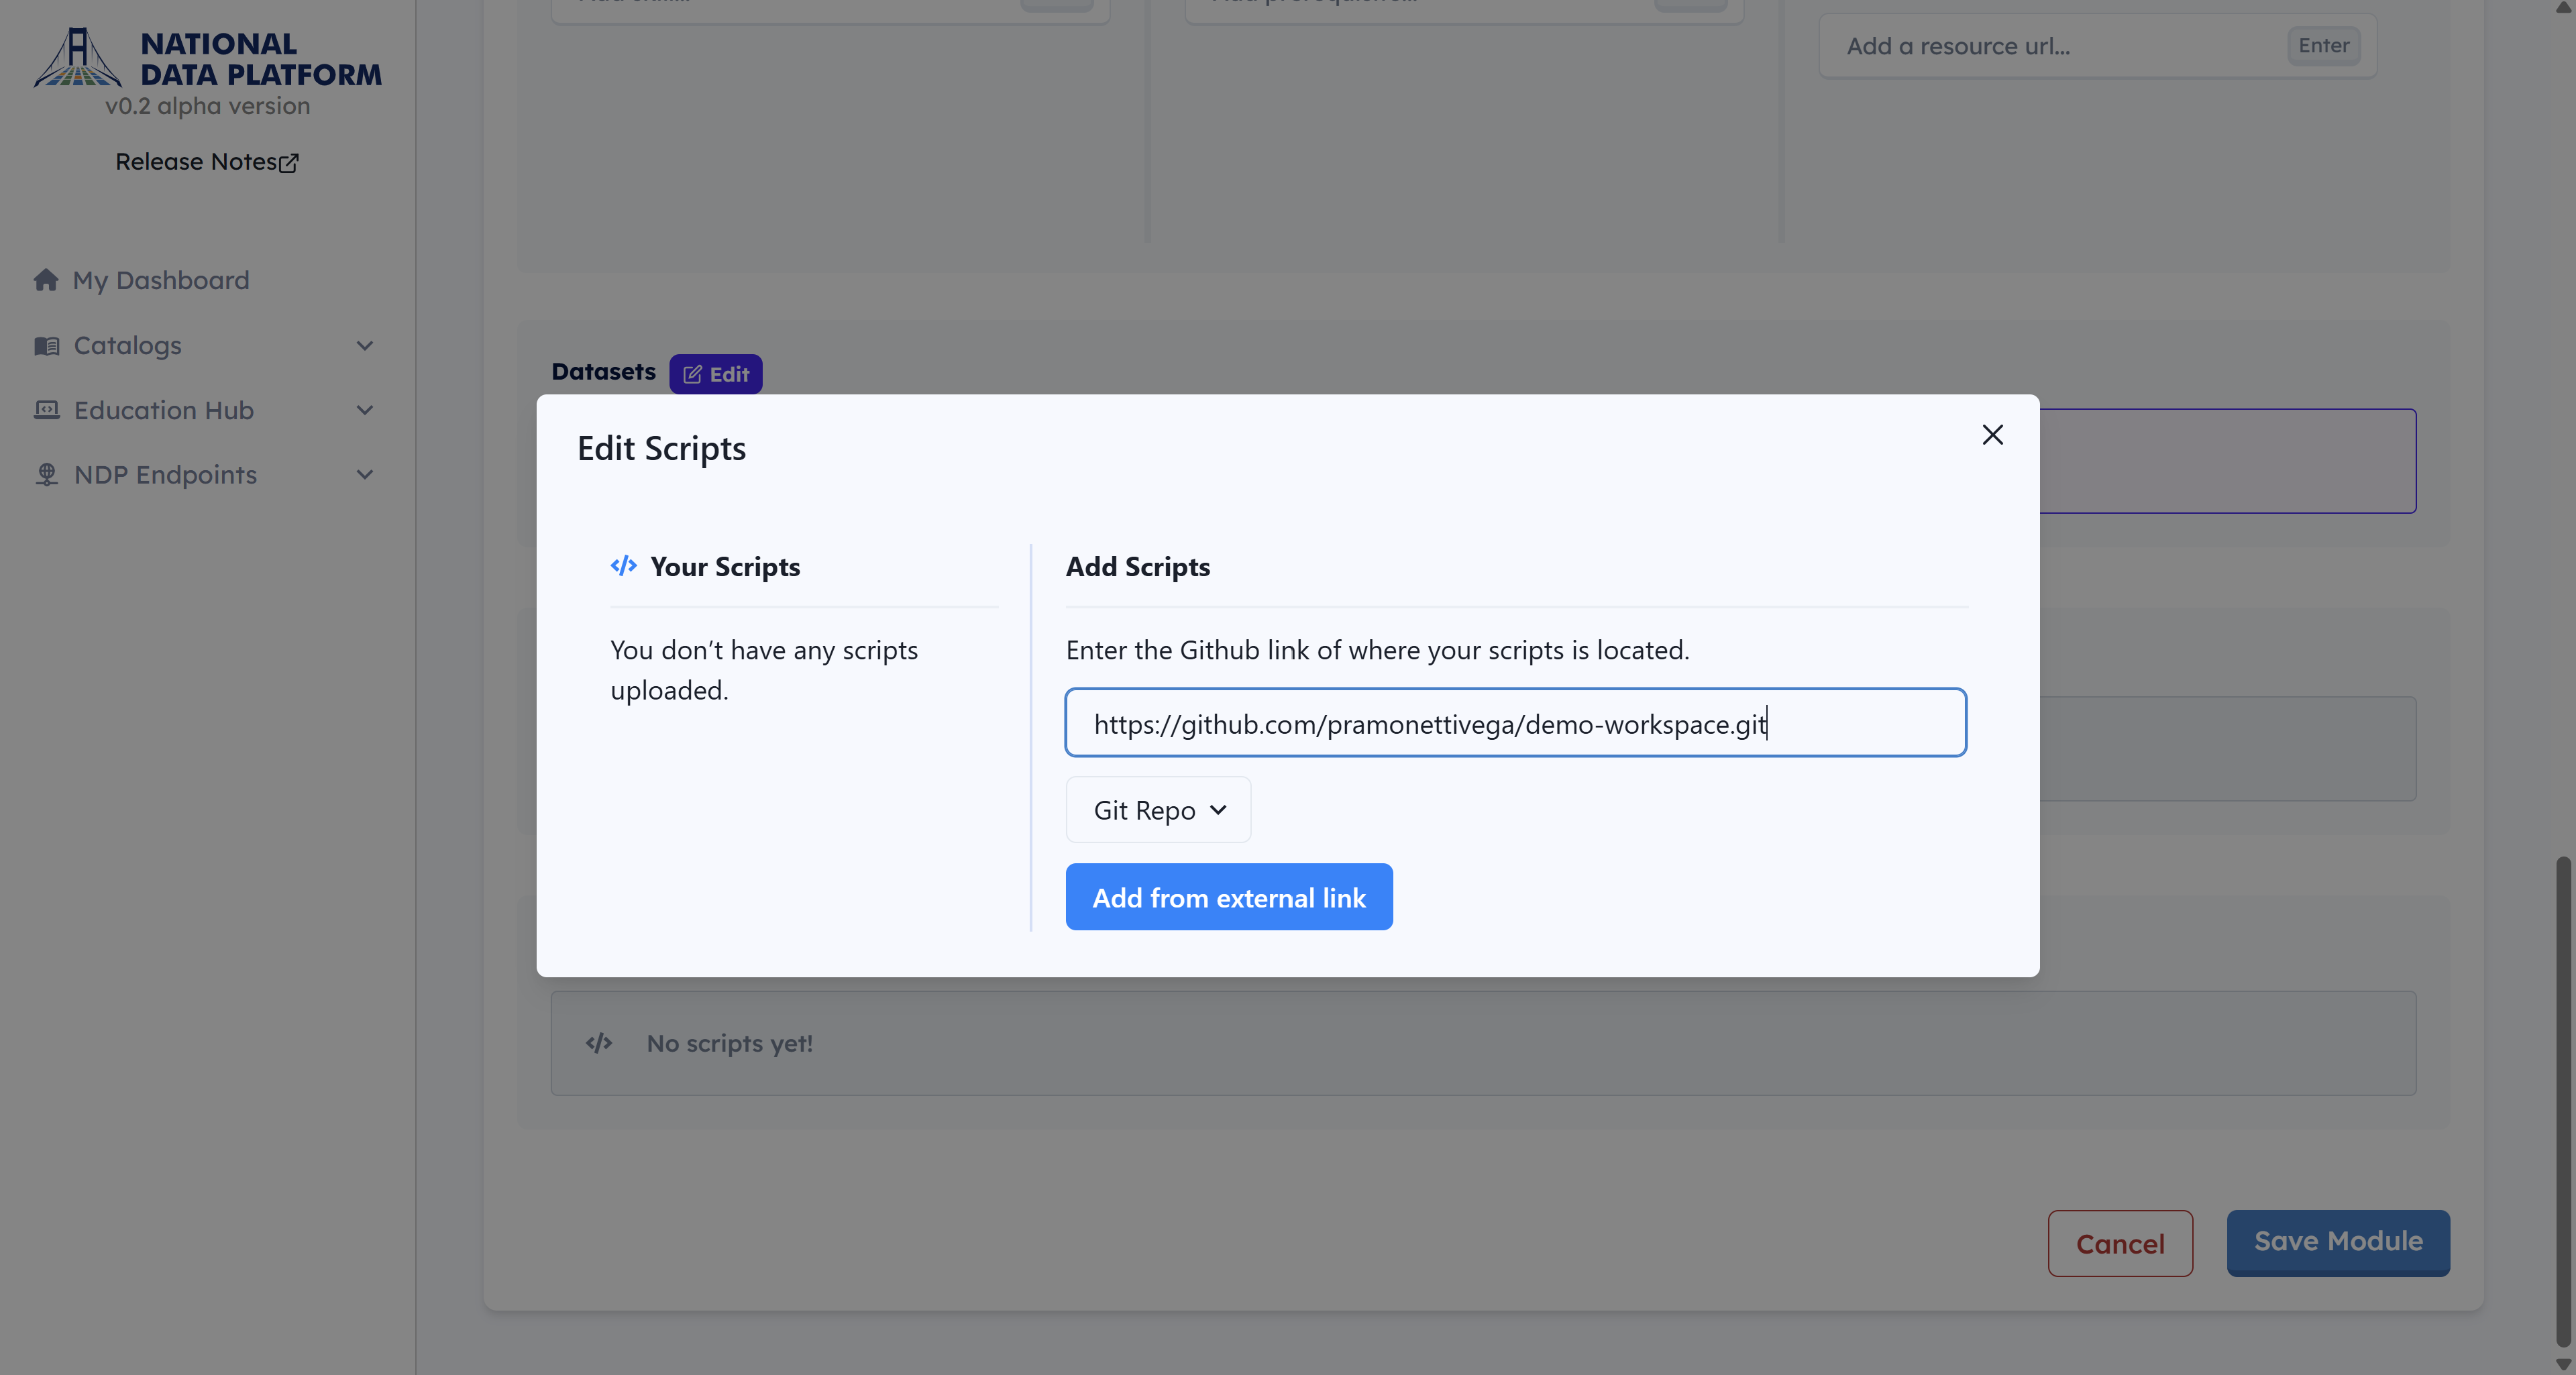 NATIONAL
DATA PLATFORM
v0.2 alpha version
Release Notes
My Dashboard
Catalogs
Education Hub
NDP Endpoints
Add a resource url...
Enter
Datasets
Edit
Edit Scripts
Your Scripts
You don't have any scripts
uploaded.
Add Scripts
Enter the Github link of where your scripts is located.
https://github.com/pramonettivega/demo-workspace.git
Git Repo
Add from external link
No scripts yet!
Cancel
Save Module